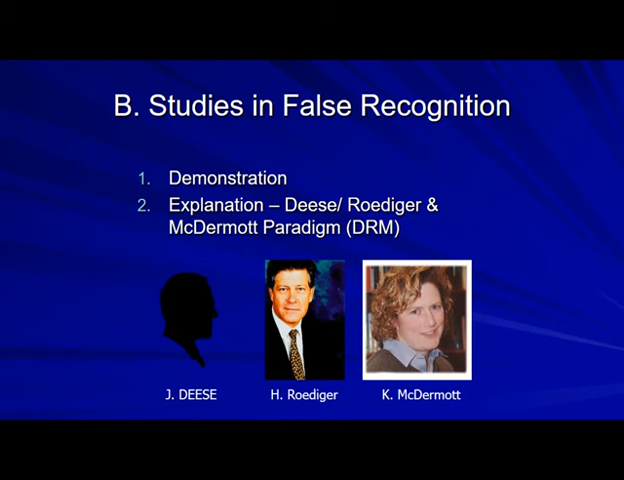 B. Studies in False Recognition
1. Demonstration
2. Explanation – Deese/ Roediger &
McDermott Paradigm (DRM)
J. DEESE
H. Roediger
K. McDermott